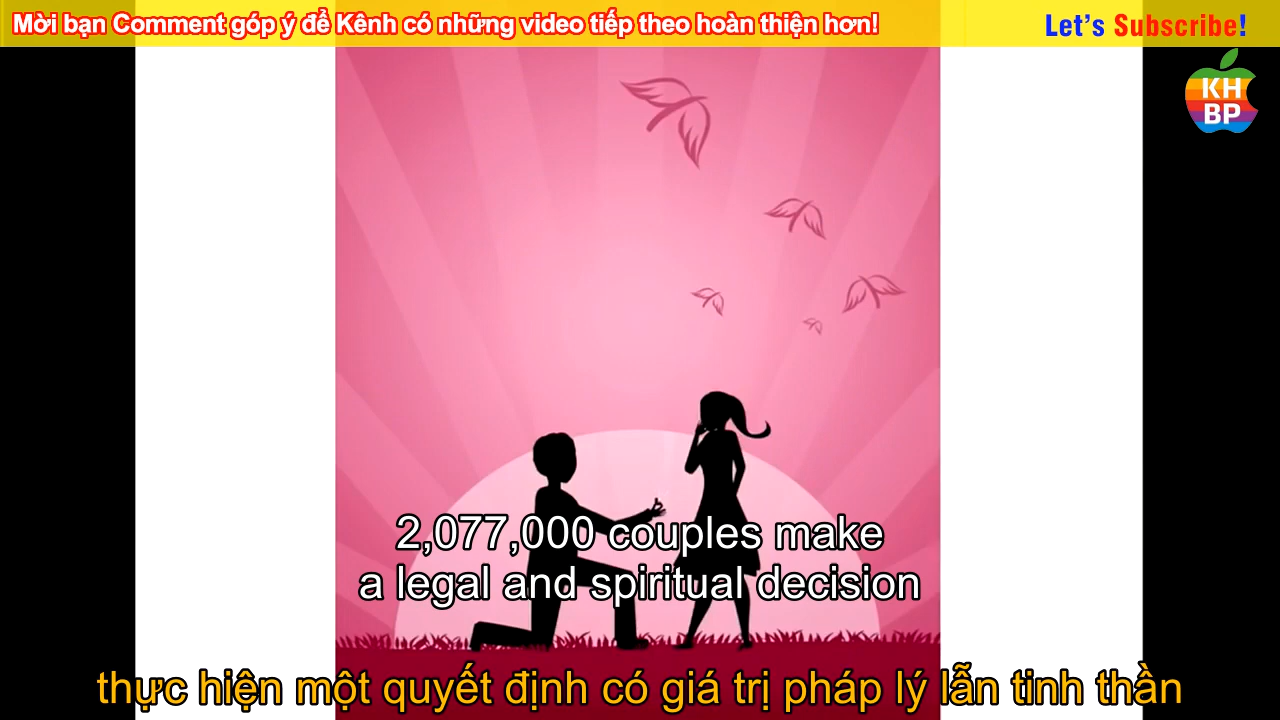 Mời bạn Comment góp ý để Kênh có những video tiếp theo hoàn thiện hơn!
Let's Subscribe!
KH
BP
2,077,000 couples make
a legal and spiritual decision
thực hiện một quyết định có giá trị pháp lý lẫn tinh thần